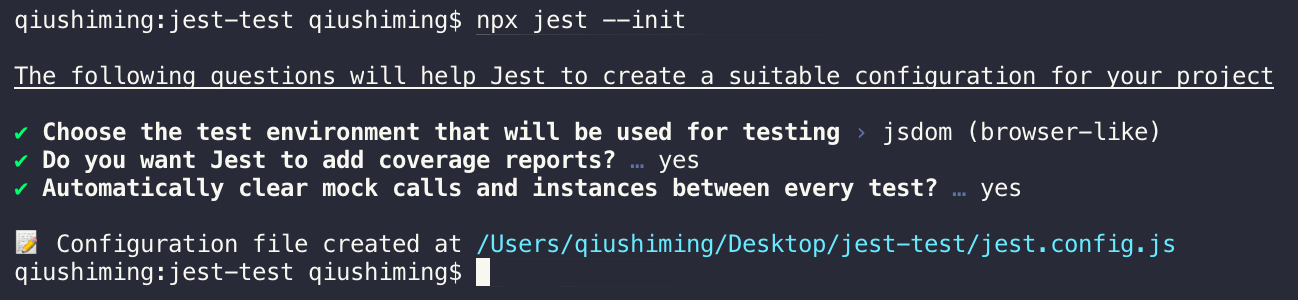 qiushiming:jest-test qiushiming$ npx jest --init
The following questions will help Jest to create a suitable configuration for your project
✔ Choose the test environment that will be used for testing › jsdom (browser-like)
✔ Do you want Jest to add coverage reports? … yes
✔ Automatically clear mock calls and instances between every test? … yes
📝 Configuration file created at /Users/qiushiming/Desktop/jest-test/jest.config.js
qiushiming:jest-test qiushiming$